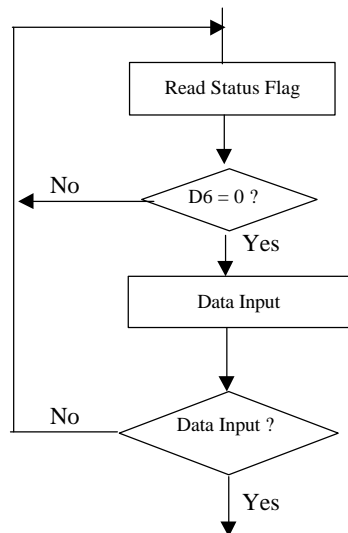 Read Status Flag
No
D6 = 0 ?
Yes
Data Input
Data Input ?
No
Yes